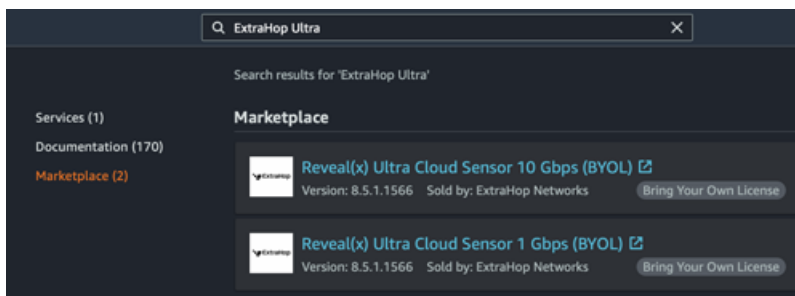 ExtraHop Ultra
Search results for 'ExtraHop Ultra'
Services (1)
Documentation (170)
Marketplace (2)
Marketplace
ExtraHop
Reveal(x) Ultra Cloud Sensor 10 Gbps (BYOL)
Version: 8.5.1.1566 Sold by: ExtraHop Networks Bring Your Own License
ExtraHop
Reveal(x) Ultra Cloud Sensor 1 Gbps (BYOL)
Version: 8.5.1.1566 Sold by: ExtraHop Networks Bring Your Own License